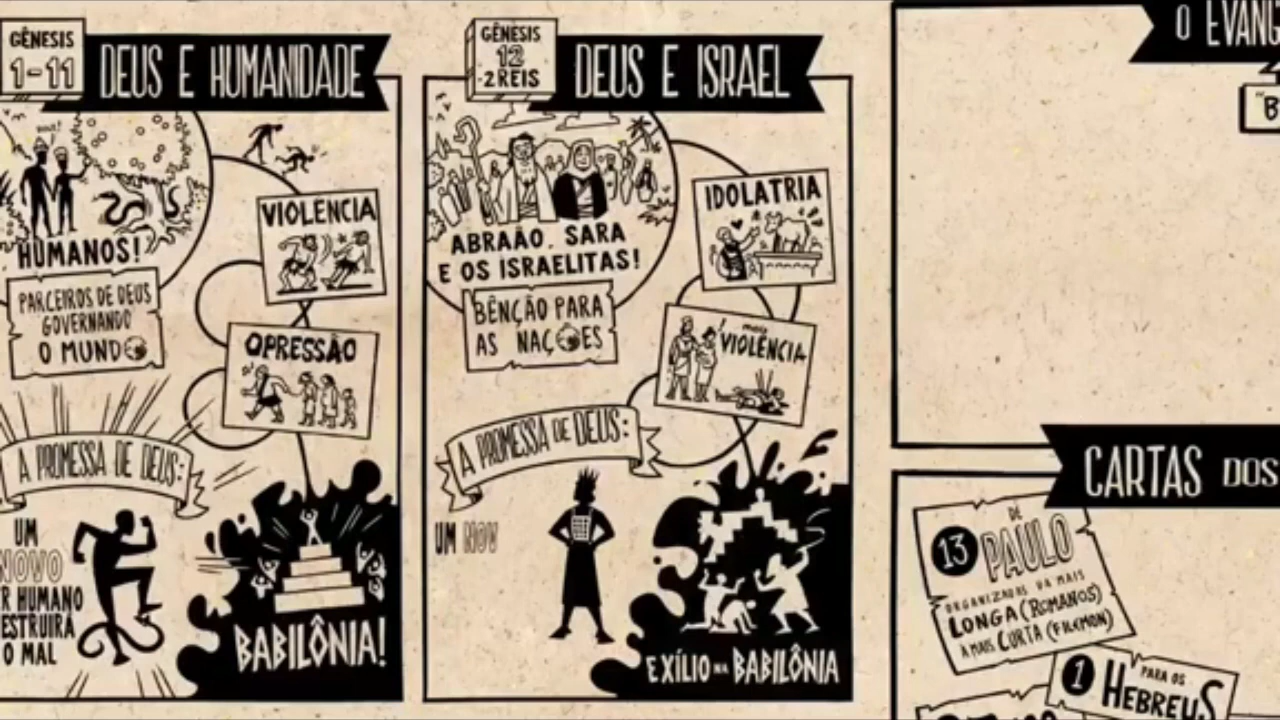 GÊNESIS
1-11
DEUS E HUMANIDADE
HUMANOS!
PARCEIROS DE DEUS
GOVERNANDO
O MUNDO
VIOLENCIA
OPRESSÃO
A PROMESSA DE DEUS:
UM
NOVO
R HUMANO
ESTRUIRÁ
O MAL
BABILÔNIA!
GÊNESIS
12
-2REIS
DEUS E ISRAEL
ABRAÃO, SARA
E OS ISRAELITAS!
BÊNÇÃO PARA
AS NAÇÕES
IDOLATRIA
mais
VIOLÊNCIA
A PROMESSA DE DEUS:
UM NOV
EXÍLIO NA BABILÔNIA
O EVANG
"B
CARTAS DOS
13
DE
PAULO
ORGANIZADAS DA MAIS
LONGA (ROMANOS)
A MAIS CURTA (FILEMON)
1
PARA OS
HEBREUS